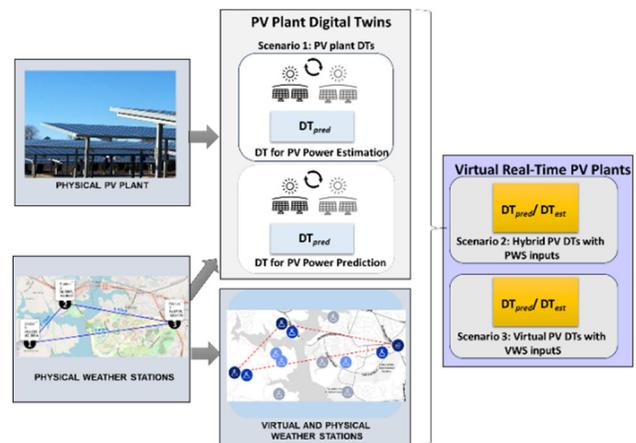 PV Plant Digital Twins
Scenario 1: PV plant DTs
DTpred
DT for PV Power Estimation
DTpred
DT for PV Power Prediction
PHYSICAL PV PLANT
PHYSICAL WEATHER STATIONS
VIRTUAL AND PHYSICAL
WEATHER STATIONS
Virtual Real-Time PV Plants
DTpred/ DTest
Scenario 2: Hybrid PV DTs with
PWS inputs
DTpred/ DTest
Scenario 3: Virtual PV DTs with
VWS inputS